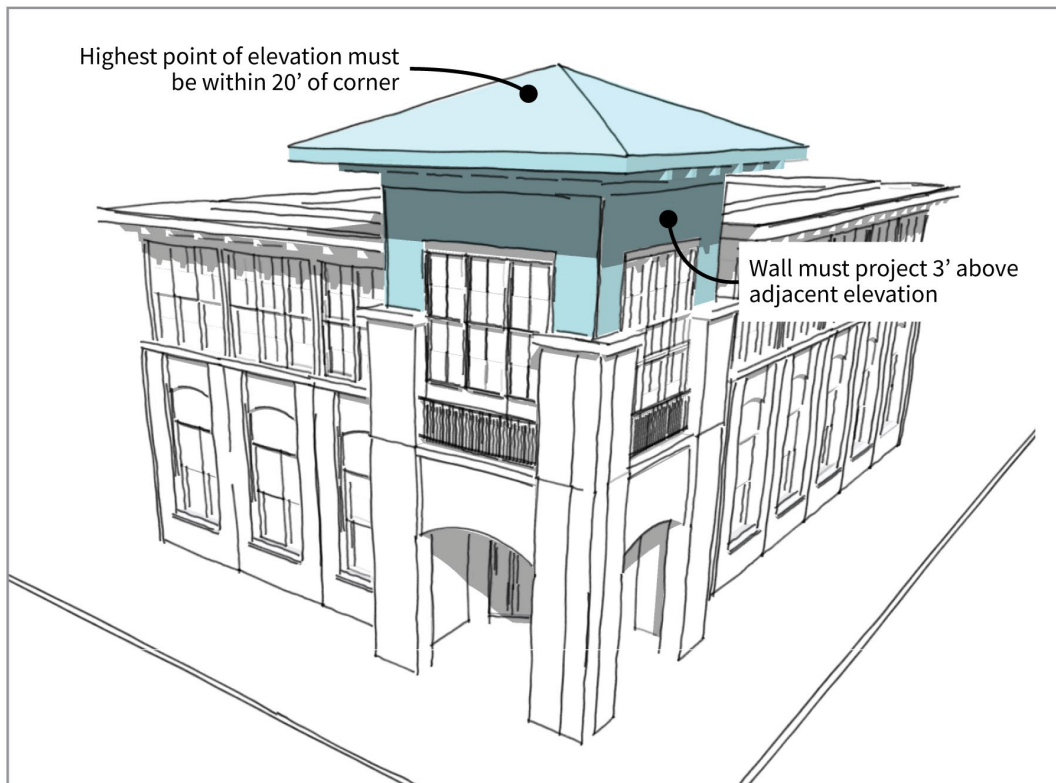 Highest point of elevation must
be within 20’ of corner
Wall must project 3’ above
adjacent elevation